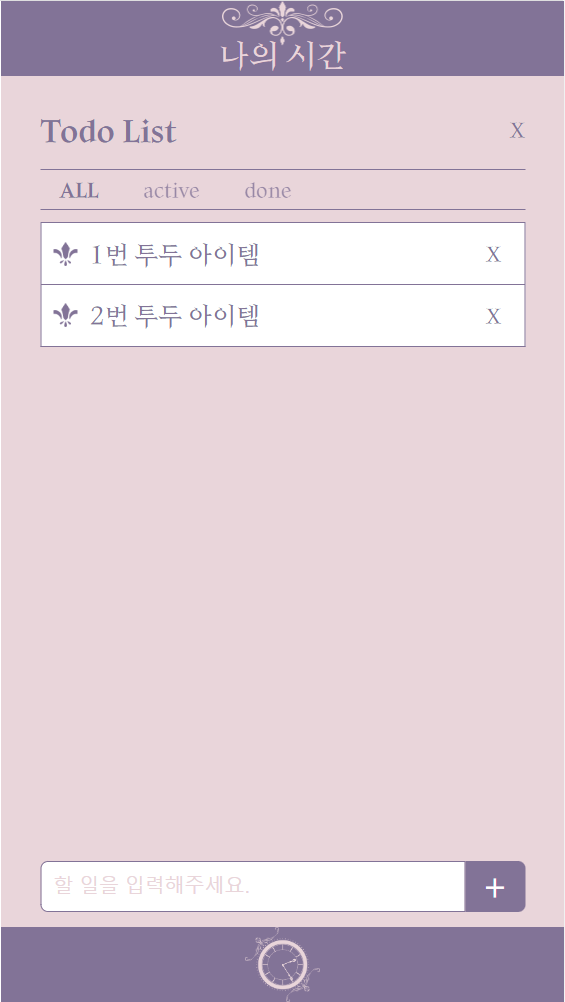 나의 시간
Todo List X
ALL active done
1번 투두 아이템 X
2번 투두 아이템 X
할 일을 입력해주세요. +